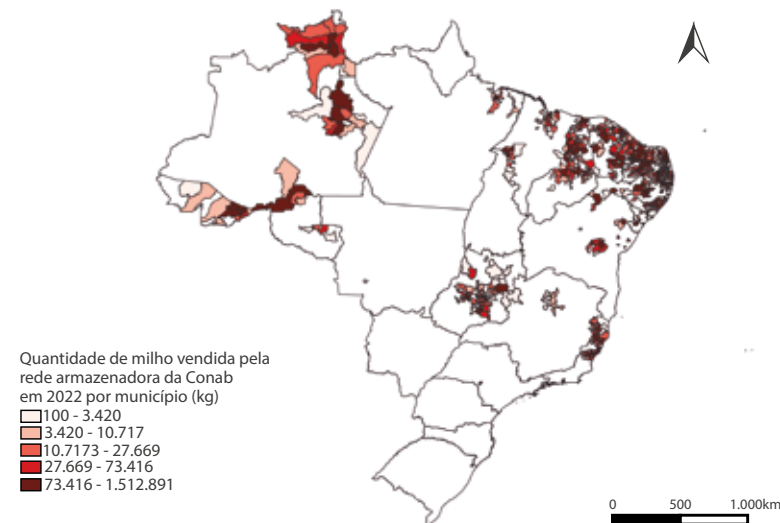 Quantidade de milho vendida pela
rede armazenadora da Conab
em 2022 por município (kg)
100 - 3.420
3.420 - 10.717
10.7173 - 27.669
27.669 - 73.416
73.416 - 1.512.891
0 500 1.000km